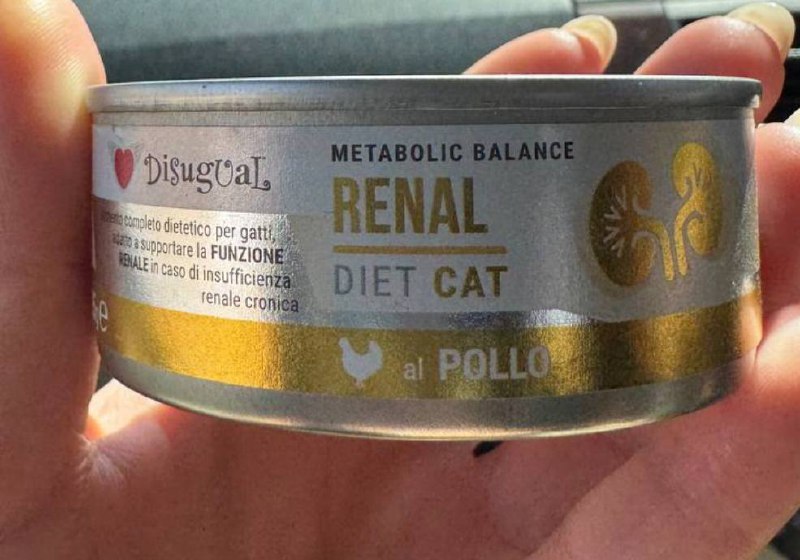 DisugUaL
METABOLIC BALANCE
RENAL
DIET CAT
completo dietetico per gatti,
a supportare la FUNZIONE
RENALE in caso di insufficienza
renale cronica
al POLLO